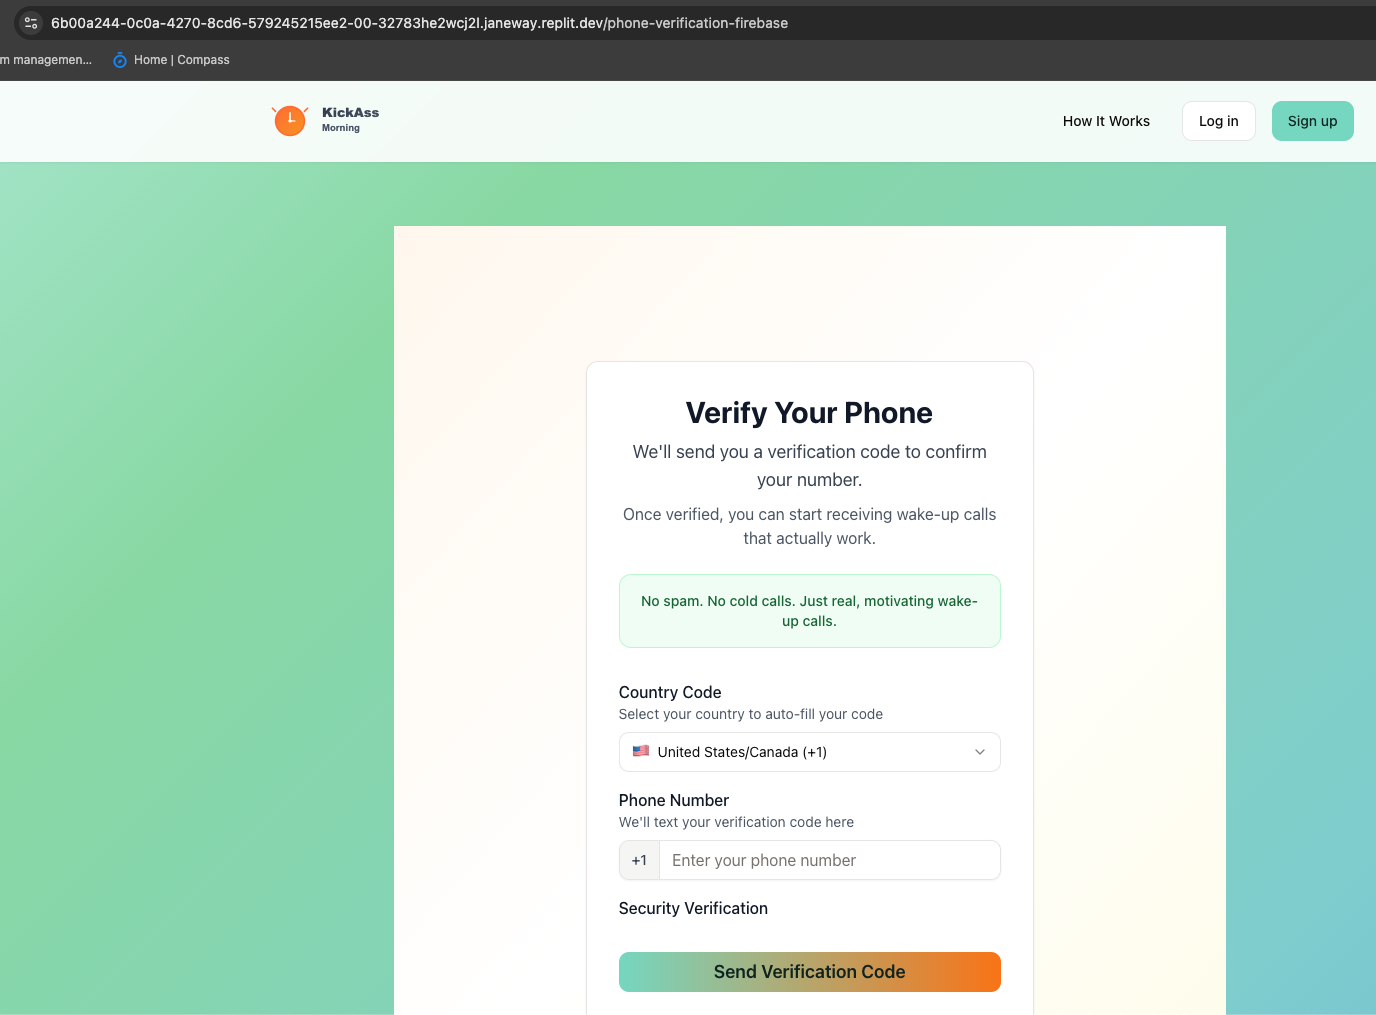 6b00a244-0c0a-4270-8cd6-579245215ee2-00-32783he2wcj2l.janeway.replit.dev/phone-verification-firebase
m managemen... Home | Compass
KickAss
Morning
How It Works Log in Sign up
Verify Your Phone
We'll send you a verification code to confirm
your number.
Once verified, you can start receiving wake-up calls
that actually work.
No spam. No cold calls. Just real, motivating wake-
up calls.
Country Code
Select your country to auto-fill your code
United States/Canada (+1)
Phone Number
We'll text your verification code here
+1 Enter your phone number
Security Verification
Send Verification Code